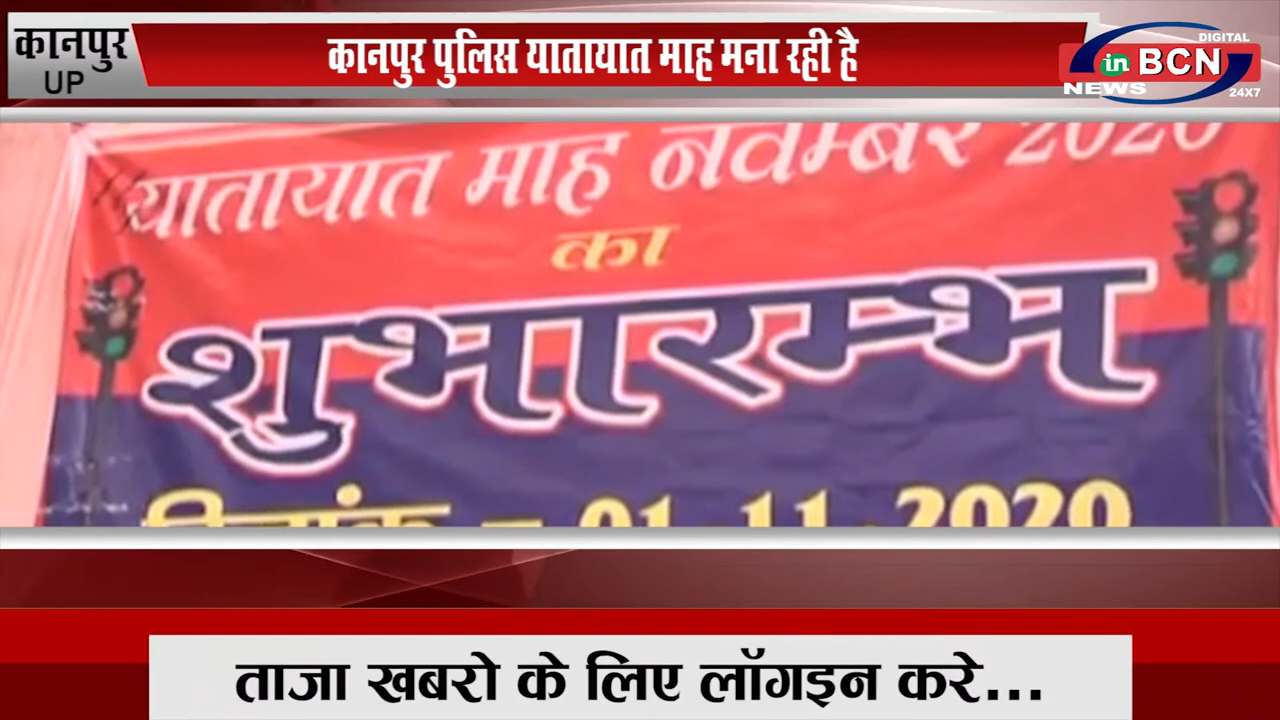 कानपुर
UP
कानपुर पुलिस यातायात माह मना रही है
DIGITAL
in BCN
NEWS 24X7
यातायात माह नवम्बर 2020
का
शुभारम्भ
दिनांक - 01.11.2020
ताजा खबरो के लिए लॉगइन करे...